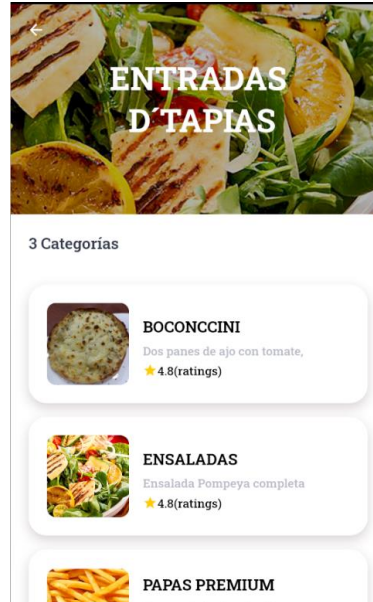 ENTRADAS
D´TAPIAS
3 Categorías
BOCONCCINI
Dos panes de ajo con tomate,
4.8(ratings)
ENSALADAS
Ensalada Pompeya completa
4.8(ratings)
PAPAS PREMIUM